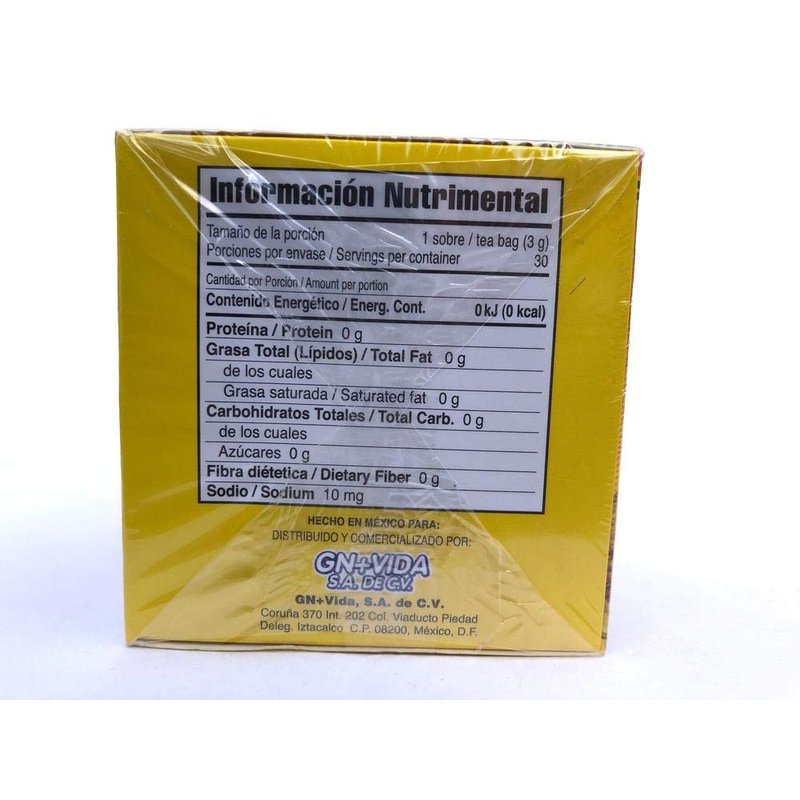 Información Nutrimental
Tamaño de la porción 1 sobre / tea bag (3 g)
Porciones por envase / Servings per container 30
Cantidad por Porción / Amount per portion
Contenido Energético / Energ. Cont. 0 kJ (0 kcal)
Proteína / Protein 0 g
Grasa Total (Lípidos) / Total Fat 0 g
de los cuales
Grasa saturada / Saturated fat 0 g
Carbohidratos Totales / Total Carb. 0 g
de los cuales
Azúcares 0 g
Fibra diétetica / Dietary Fiber 0 g
Sodio / Sodium 10 mg
HECHO EN MÉXICO PARA:
DISTRIBUIDO Y COMERCIALIZADO POR:
GN+VIDA
S.A. DE C.V.
GN+Vida, S.A. de C.V.
Coruña 370 Int. 202 Col. Viaducto Piedad
Deleg. Iztacalco C.P. 08200, México, D.F.